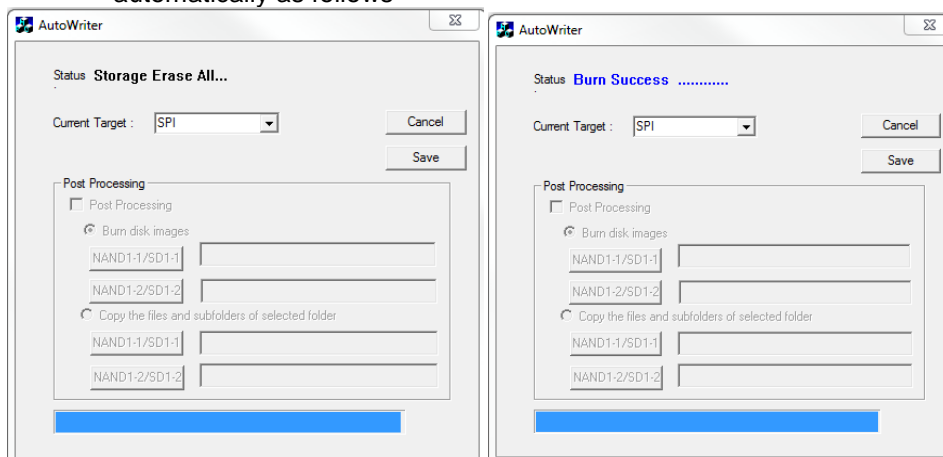 automatically as follows
AutoWriter
Status Storage Erase All...
Current Target : SPI
Cancel
Save
Post Processing
Post Processing
Burn disk images
NAND1-1/SD1-1
NAND1-2/SD1-2
Copy the files and subfolders of selected folder
NAND1-1/SD1-1
NAND1-2/SD1-2
AutoWriter
Status Burn Success ............
Current Target : SPI
Cancel
Save
Post Processing
Post Processing
Burn disk images
NAND1-1/SD1-1
NAND1-2/SD1-2
Copy the files and subfolders of selected folder
NAND1-1/SD1-1
NAND1-2/SD1-2